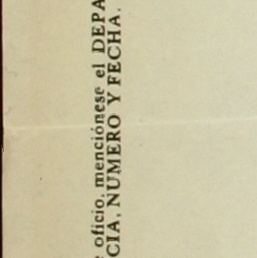 oficio, menciónese el DEPA
CIA, NUMERO Y FECHA.